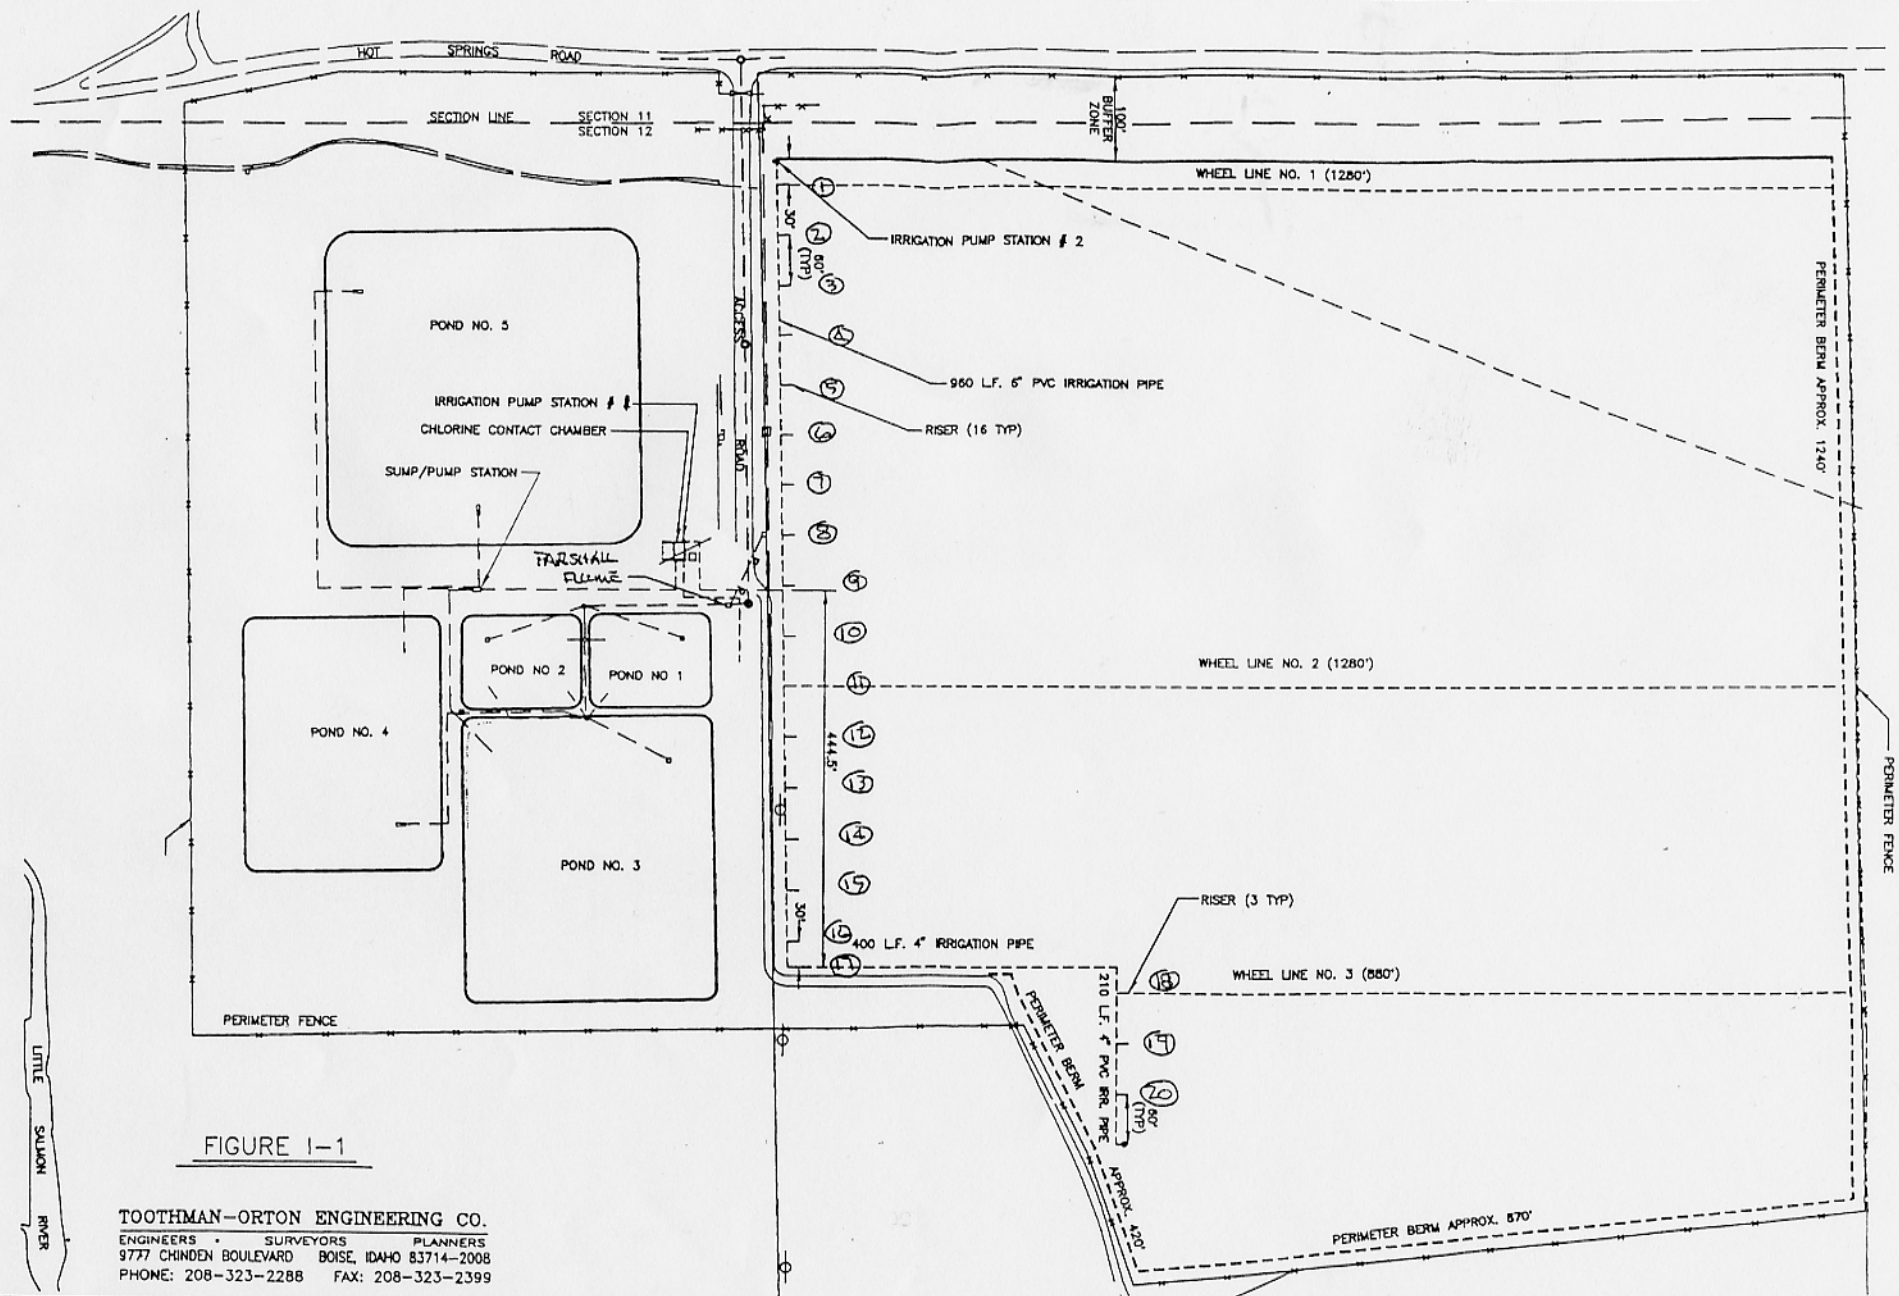 HOT SPRINGS ROAD
SECTION LINE
SECTION 11
SECTION 12
100'
BUFFER
ZONE
WHEEL LINE NO. 1 (1280')
1
30'
2
IRRIGATION PUMP STATION # 2
60'
(TYP)
3
POND NO. 5
ACCESS ROAD
4
960 L.F. 6" PVC IRRIGATION PIPE
5
IRRIGATION PUMP STATION #
RISER (16 TYP)
CHLORINE CONTACT CHAMBER
6
SUMP/PUMP STATION
7
8
PERIMETER BERM APPROX. 1240'
PARSHALL
FLUME
9
10
POND NO 2
POND NO 1
WHEEL LINE NO. 2 (1280')
11
POND NO. 4
12
444.5'
13
14
PERIMETER FENCE
POND NO. 3
15
30'
RISER (3 TYP)
16
400 L.F. 4" IRRIGATION PIPE
17
18
WHEEL LINE NO. 3 (880')
210 L.F. 4" PVC IRR. PIPE
PERIMETER FENCE
PERIMETER BERM APPROX. 420'
19
20
60'
(TYP)
PERIMETER BERM APPROX. 870'
LITTLE SALMON RIVER
FIGURE 1-1
TOOTHMAN-ORTON ENGINEERING CO.
ENGINEERS • SURVEYORS PLANNERS
9777 CHINDEN BOULEVARD BOISE, IDAHO 83714-2008
PHONE: 208-323-2288 FAX: 208-323-2399